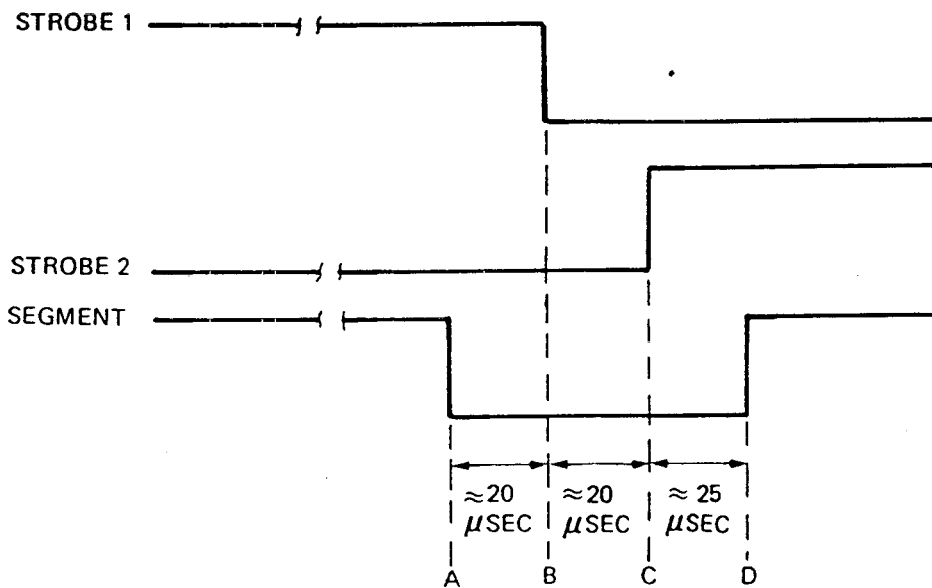 STROBE 1
STROBE 2
SEGMENT
≈20 μSEC
≈20 μSEC
≈25 μSEC
A B C D